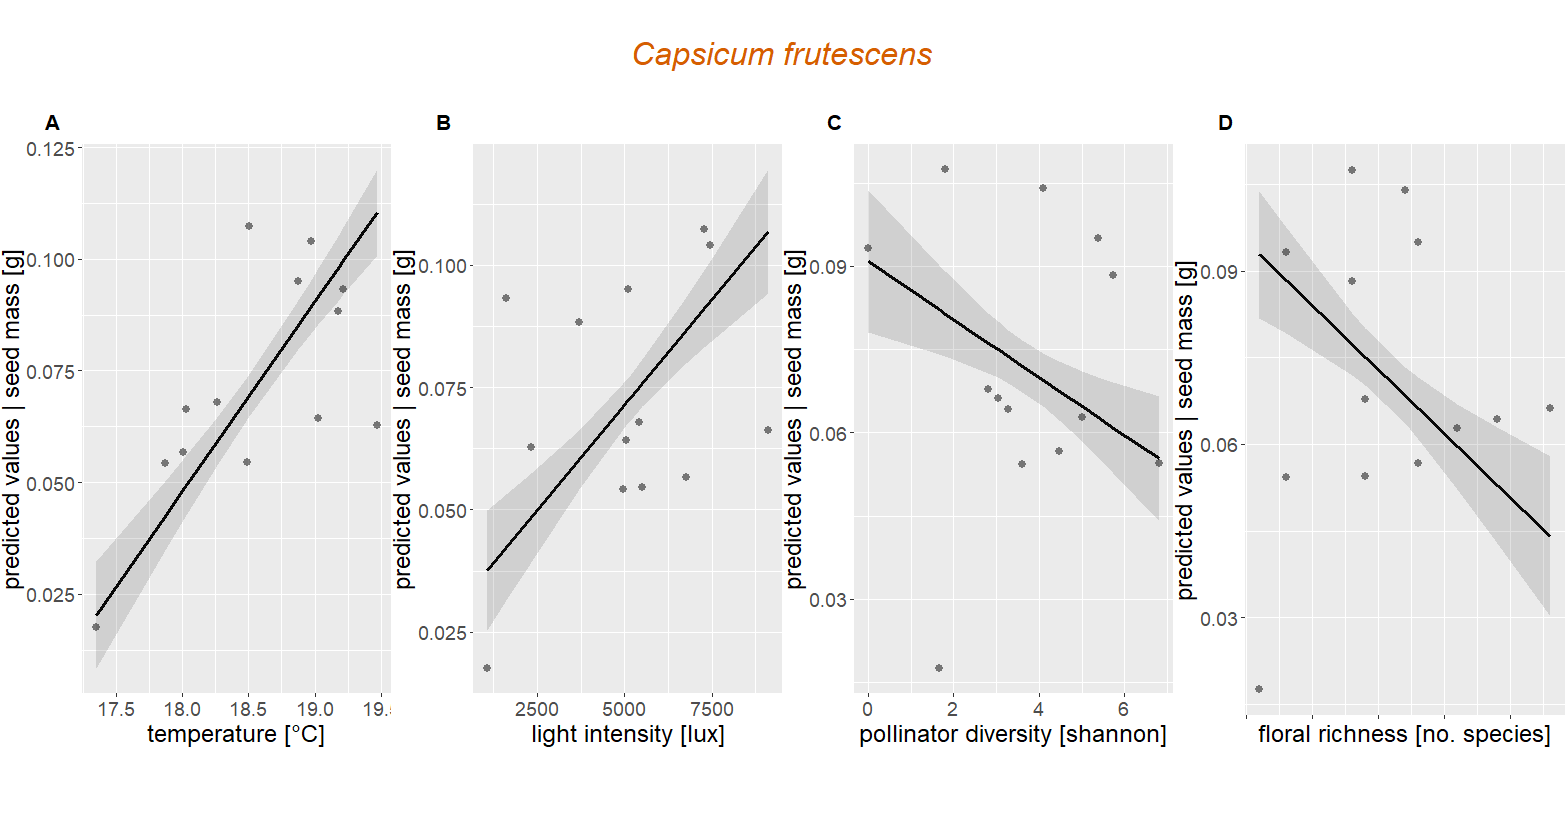 Capsicum frutescens
A
B
C
D
predicted values | seed mass [g]
0.125
0.100
0.075
0.050
0.025
17.5 18.0 18.5 19.0 19.5
temperature [°C]
predicted values | seed mass [g]
0.100
0.075
0.050
0.025
2500 5000 7500
light intensity [lux]
predicted values | seed mass [g]
0.09
0.06
0.03
0 2 4 6
pollinator diversity [shannon]
predicted values | seed mass [g]
0.09
0.06
0.03
floral richness [no. species]